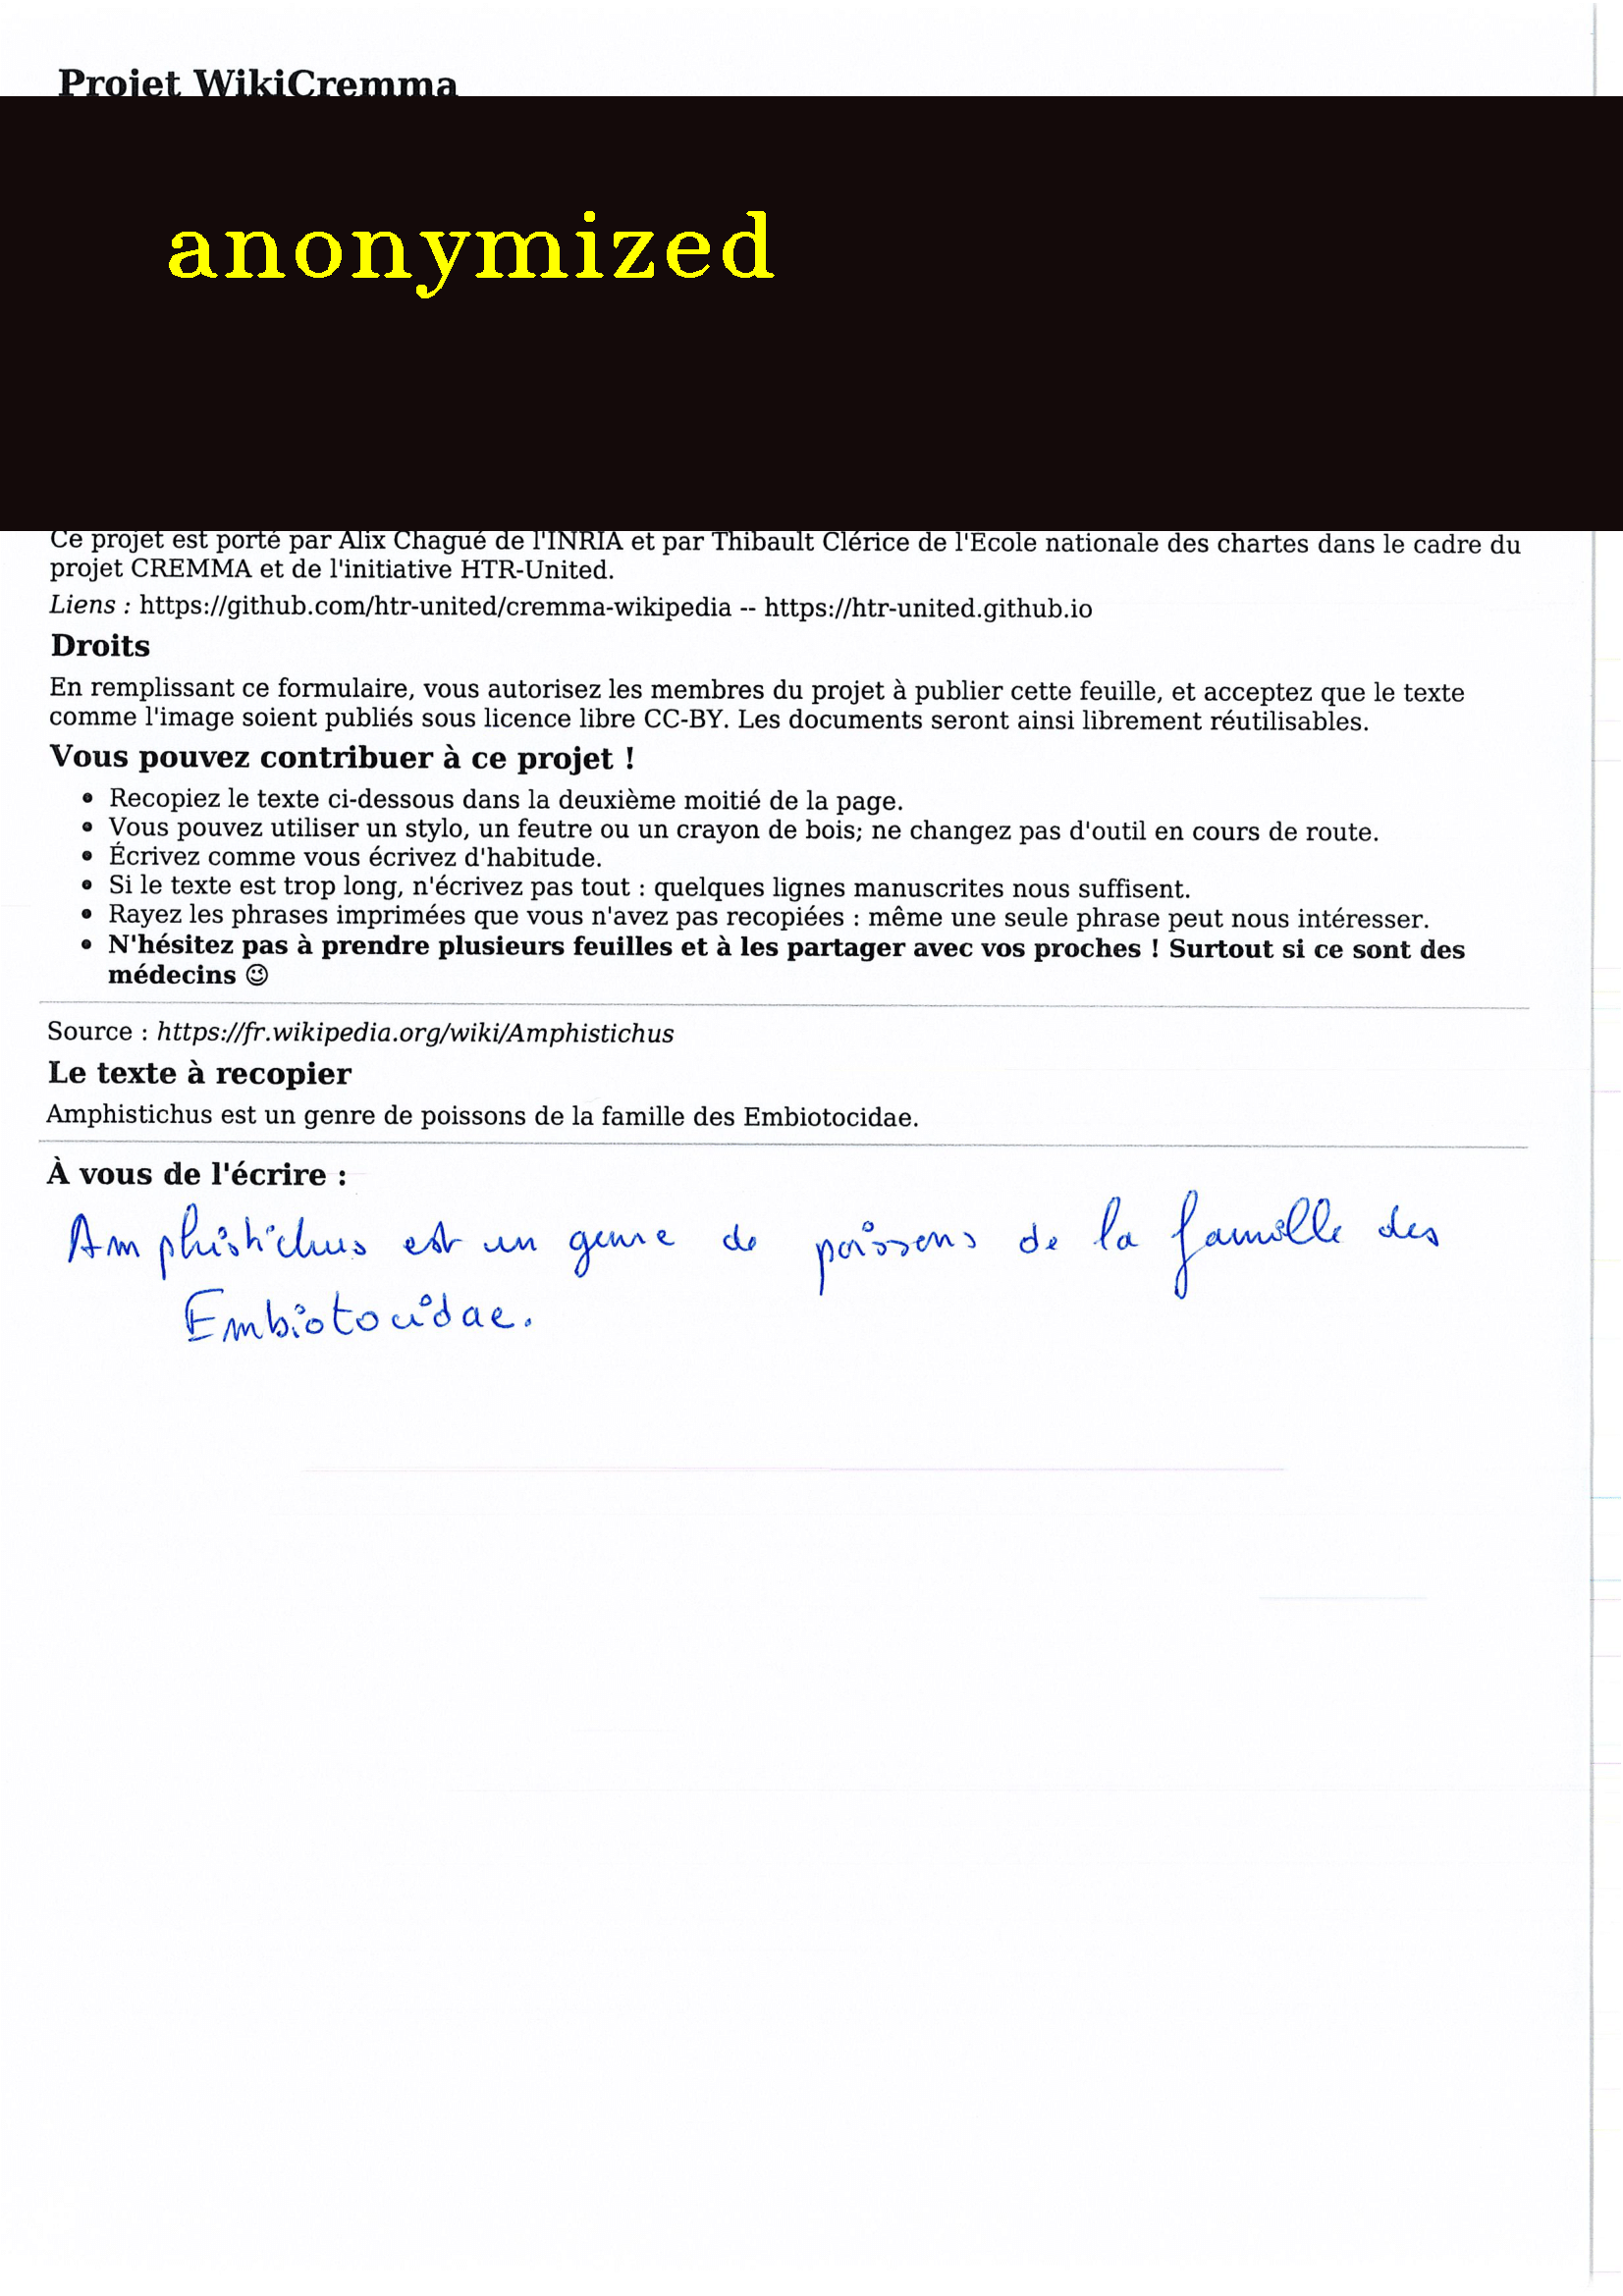 Projet WikiCremma
anonymized
Ce projet est porté par Alix Chagué de l'INRIA et par Thibault Clérice de l'École nationale des chartes dans le cadre du
projet CREMMA et de l'initiative HTR-United.
Liens : https://github.com/htr-united/cremma-wikipedia -- https://htr-united.github.io
Droits
En remplissant ce formulaire, vous autorisez les membres du projet à publier cette feuille, et acceptez que le texte
comme l'image soient publiés sous licence libre CC-BY. Les documents seront ainsi librement réutilisables.
Vous pouvez contribuer à ce projet !
• Recopiez le texte ci-dessous dans la deuxième moitié de la page.
• Vous pouvez utiliser un stylo, un feutre ou un crayon de bois; ne changez pas d'outil en cours de route.
• Écrivez comme vous écrivez d'habitude.
• Si le texte est trop long, n'écrivez pas tout : quelques lignes manuscrites nous suffisent.
• Rayez les phrases imprimées que vous n'avez pas recopiées : même une seule phrase peut nous intéresser.
• N'hésitez pas à prendre plusieurs feuilles et à les partager avec vos proches ! Surtout si ce sont des
médecins 😉
Source : https://fr.wikipedia.org/wiki/Amphistichus
Le texte à recopier
Amphistichus est un genre de poissons de la famille des Embiotocidae.
À vous de l'écrire :
Amphistichus est un genre de poissons de la famille des
Embiotocidae.